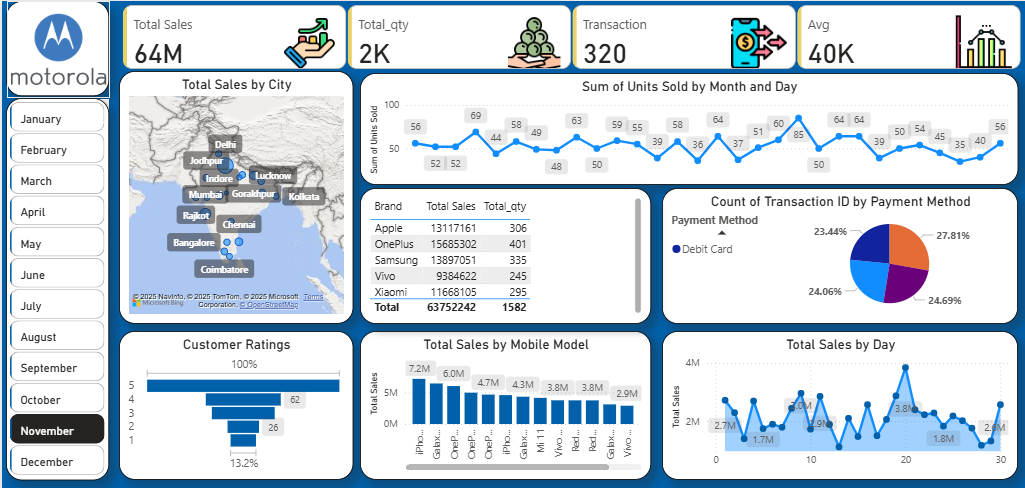 motorola
January
February
March
April
May
June
July
August
September
October
November
December
Total Sales
64M
Total_qty
2K
Transaction
320
Avg
40K
Total Sales by City
Delhi
Jodhpur
Indore
Lucknow
Mumbai
Gorakhpur
Kolkata
Rajkot
Chennai
Bangalore
Coimbatore
© 2025 NavInfo, © 2025 TomTom, © 2025 Microsoft Terms
Microsoft Bing
Corporation, © OpenStreetMap
Sum of Units Sold by Month and Day
Sum of Units Sold
100
50
56
52
52
69
44
58
49
48
63
50
59
55
39
58
36
64
37
51
60
85
50
64
64
39
50
54
45
35
40
56
Brand Total Sales Total_qty
Apple 13117161 306
OnePlus 15685302 401
Samsung 13897051 335
Vivo 9384622 245
Xiaomi 11668105 295
Total 63752242 1582
Count of Transaction ID by Payment Method
Payment Method
Debit Card
23.44%
27.81%
24.06%
24.69%
Customer Ratings
100%
5
4
62
3
2
26
1
13.2%
Total Sales by Mobile Model
Total Sales
5M
0M
7.2M
6.0M
4.7M
4.3M
3.8M
3.8M
2.9M
iPho...
Galax...
OneP...
OneP...
OneP...
iPho...
Galax...
Mi 11
Vivo ...
Red...
Red...
Galax...
Vivo ...
Total Sales by Day
Total Sales
4M
2M
2.7M
1.7M
3.0M
2.9M
3.8M
1.8M
2.6M
0
10
20
30